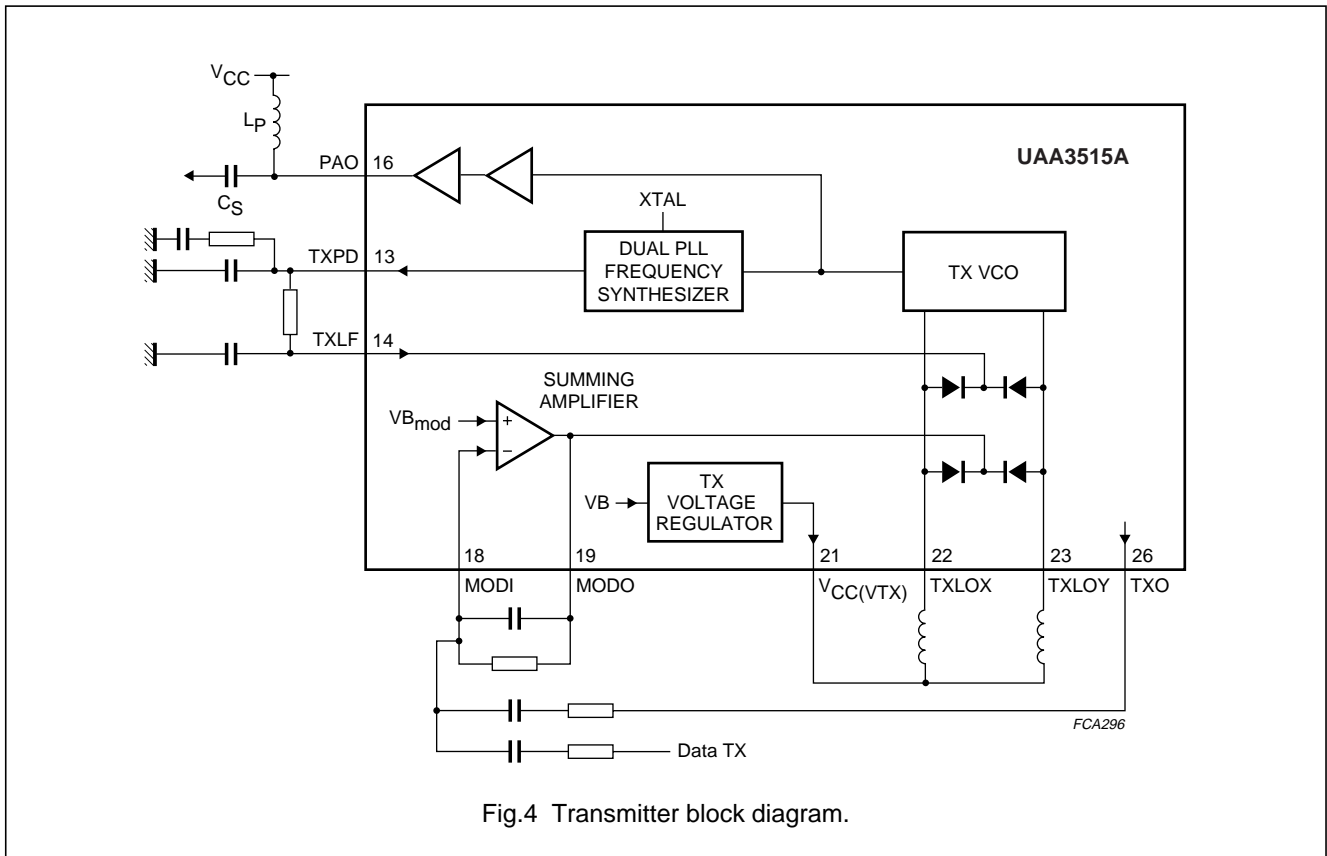 VCC
LP
PAO
16
UAA3515A
CS
XTAL
TXPD
13
DUAL PLL
FREQUENCY
SYNTHESIZER
TX VCO
TXLF
14
SUMMING
AMPLIFIER
VBmod
+
−
VB
TX
VOLTAGE
REGULATOR
18
19
21
22
23
26
MODI
MODO
VCC(VTX)
TXLOX
TXLOY
TXO
FCA296
Data TX
Fig.4 Transmitter block diagram.